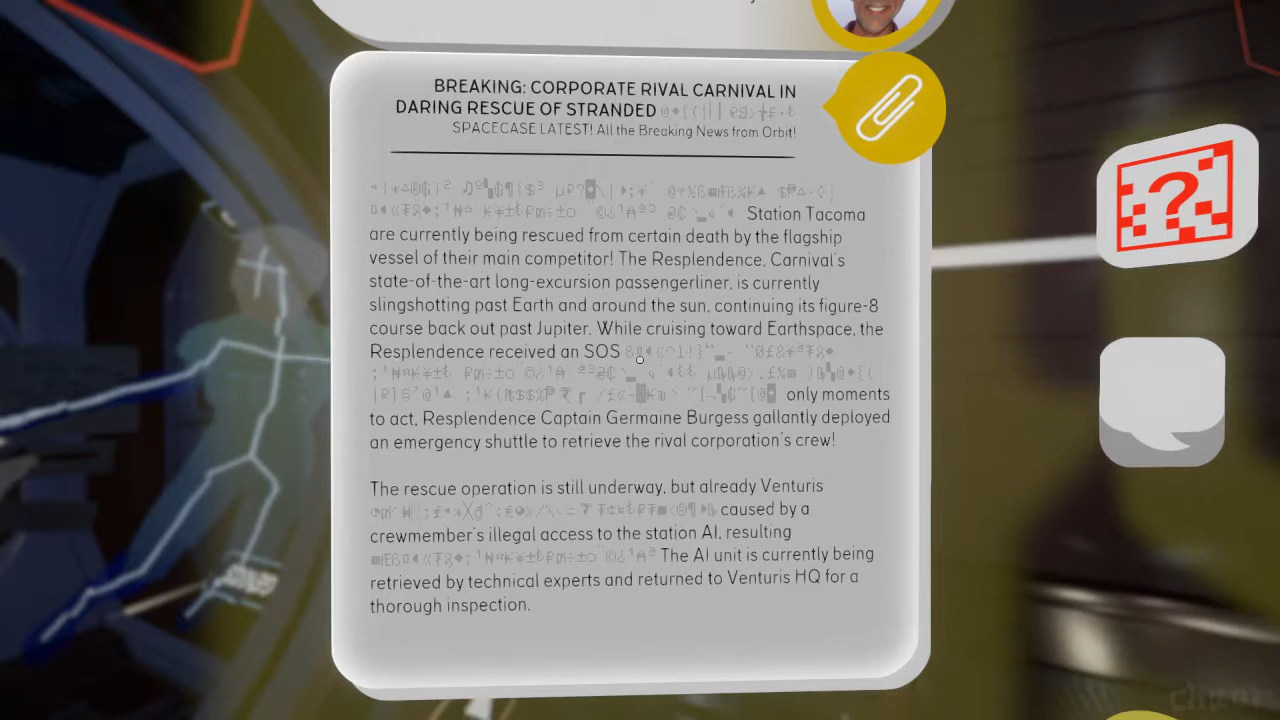 BREAKING: CORPORATE RIVAL CARNIVAL IN
DARING RESCUE OF STRANDED
SPACECASE LATEST! All the Breaking News from Orbit!
Station Tacoma
are currently being rescued from certain death by the flagship
vessel of their main competitor! The Resplendence, Carnival's
state-of-the-art long-excursion passengerliner, is currently
slingshotting past Earth and around the sun, continuing its figure-8
course back out past Jupiter. While cruising toward Earthspace, the
Resplendence received an SOS
only moments
to act, Resplendence Captain Germaine Burgess gallantly deployed
an emergency shuttle to retrieve the rival corporation's crew!
The rescue operation is still underway, but already Venturis
caused by a
crewmember's illegal access to the station AI, resulting
The AI unit is currently being
retrieved by technical experts and returned to Venturis HQ for a
thorough inspection.
?